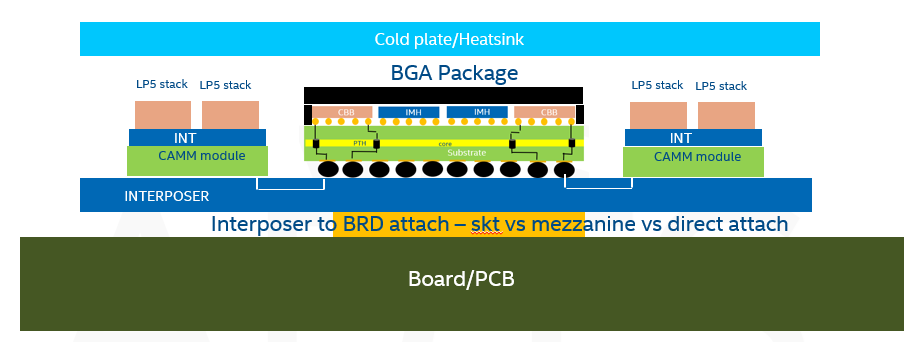 Cold plate/Heatsink
BGA Package
LP5 stack LP5 stack
LP5 stack LP5 stack
CBB IMH IMH CBB
INT
INT
PTH core
Substrate
CAMM module
CAMM module
INTERPOSER
Interposer to BRD attach – skt vs mezzanine vs direct attach
Board/PCB